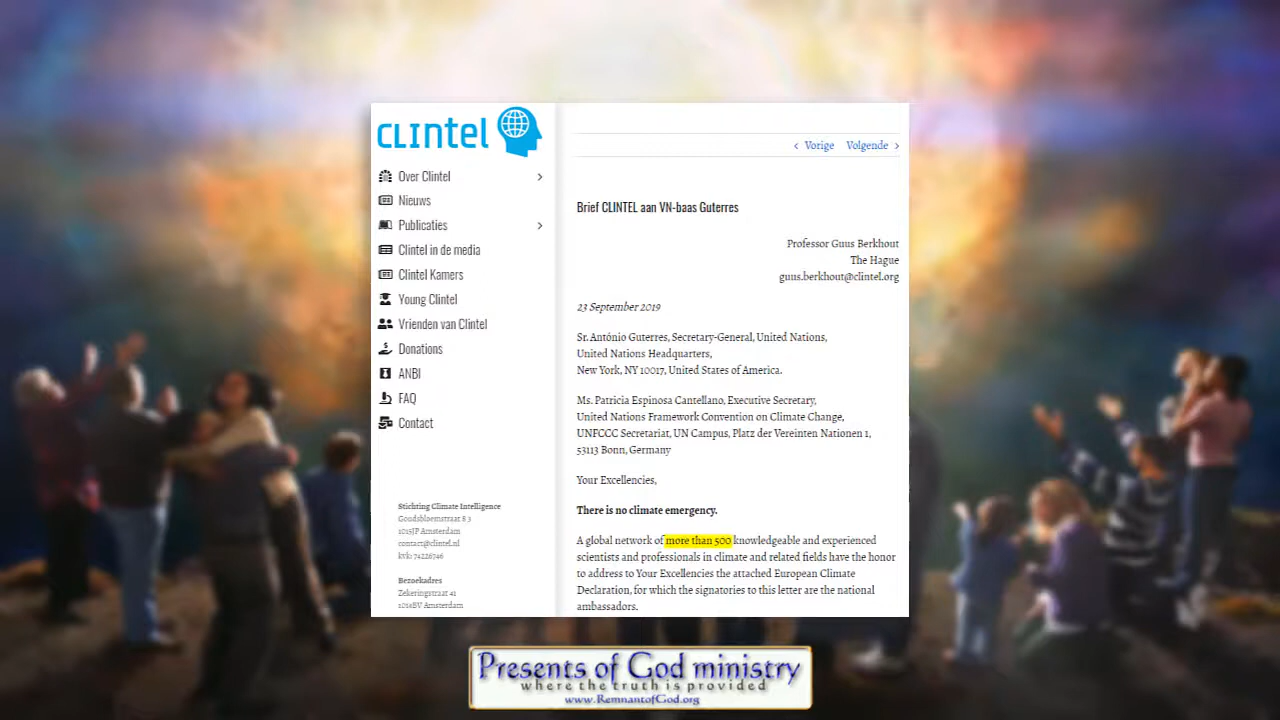 CLINTEL
Over Clintel
Nieuws
Publicaties
Clintel in de media
Clintel Kamers
Young Clintel
Vrienden van Clintel
Donations
ANBI
FAQ
Contact
Stichting Climate Intelligence
Goudsbloemstraat 8 3
1015JP Amsterdam
contact@clintel.nl
kvk: 74226746
Bezoekadres
Zekeringstraat 41
1014BV Amsterdam
‹ Vorige Volgende ›
Brief CLINTEL aan VN-baas Guterres
Professor Guus Berkhout
The Hague
guus.berkhout@clintel.org
23 September 2019
Sr. António Guterres, Secretary-General, United Nations,
United Nations Headquarters,
New York, NY 10017, United States of America.
Ms. Patricia Espinosa Cantellano, Executive Secretary,
United Nations Framework Convention on Climate Change,
UNFCCC Secretariat, UN Campus, Platz der Vereinten Nationen 1,
53113 Bonn, Germany
Your Excellencies,
There is no climate emergency.
A global network of more than 500 knowledgeable and experienced
scientists and professionals in climate and related fields have the honor
to address to Your Excellencies the attached European Climate
Declaration, for which the signatories to this letter are the national
ambassadors.
Presents of God ministry
where the truth is provided
www.RemnantofGod.org